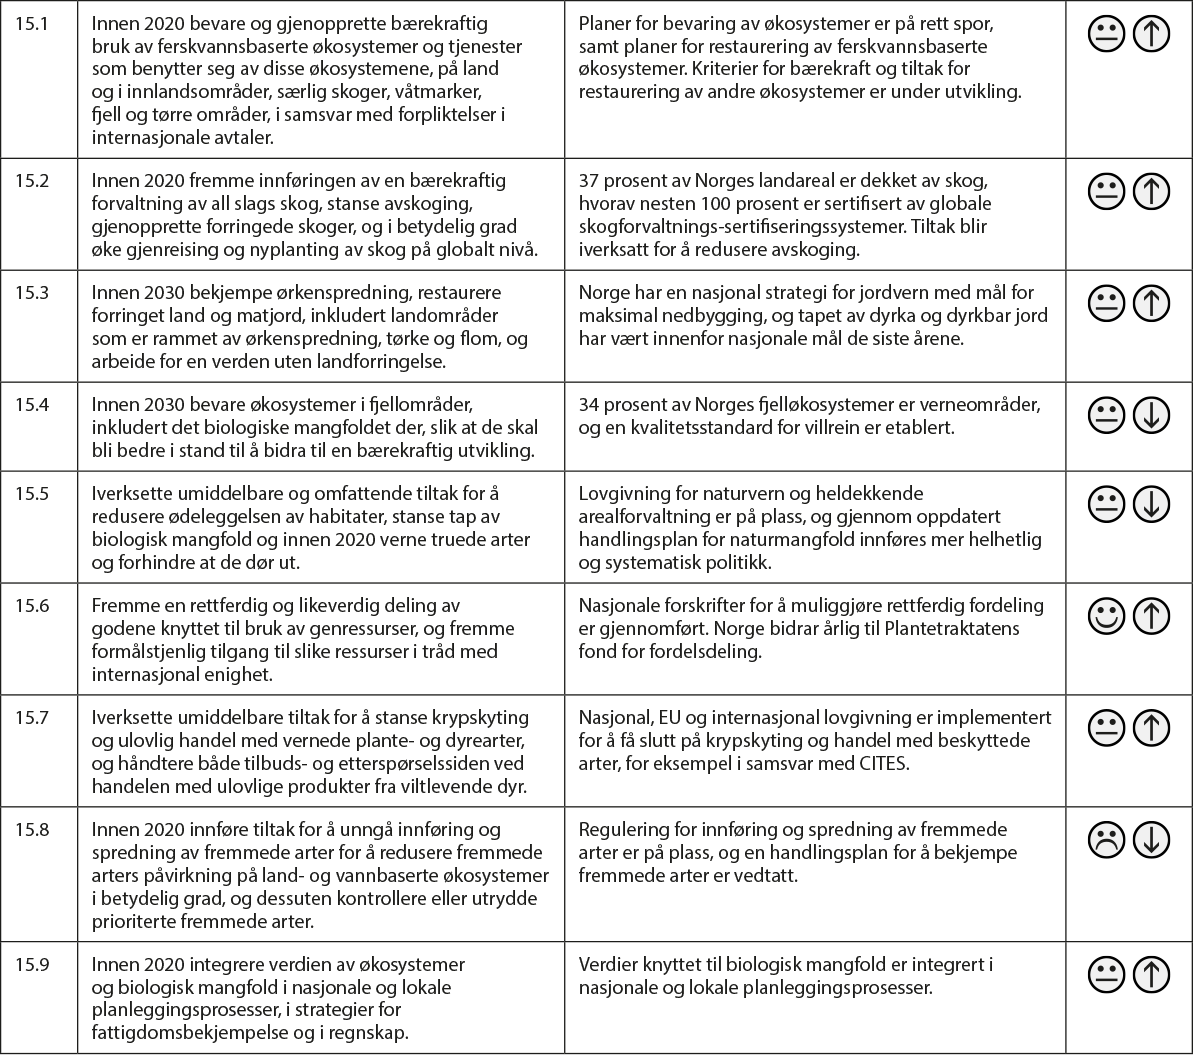 15.1
Innen 2020 bevare og gjenopprette bærekraftig
bruk av ferskvannsbaserte økosystemer og tjenester
som benytter seg av disse økosystemene, på land
og i innlandsområder, særlig skoger, våtmarker,
fjell og tørre områder, i samsvar med forpliktelser i
internasjonale avtaler.
Planer for bevaring av økosystemer er på rett spor,
samt planer for restaurering av ferskvannsbaserte
økosystemer. Kriterier for bærekraft og tiltak for
restaurering av andre økosystemer er under utvikling.
15.2
Innen 2020 fremme innføringen av en bærekraftig
forvaltning av all slags skog, stanse avskoging,
gjenopprette forringede skoger, og i betydelig grad
øke gjenreising og nyplanting av skog på globalt nivå.
37 prosent av Norges landareal er dekket av skog,
hvorav nesten 100 prosent er sertifisert av globale
skogforvaltnings-sertifiseringssystemer. Tiltak blir
iverksatt for å redusere avskoging.
15.3
Innen 2030 bekjempe ørkenspredning, restaurere
forringet land og matjord, inkludert landområder
som er rammet av ørkenspredning, tørke og flom, og
arbeide for en verden uten landforringelse.
Norge har en nasjonal strategi for jordvern med mål for
maksimal nedbygging, og tapet av dyrka og dyrkbar jord
har vært innenfor nasjonale mål de siste årene.
15.4
Innen 2030 bevare økosystemer i fjellområder,
inkludert det biologiske mangfoldet der, slik at de skal
bli bedre i stand til å bidra til en bærekraftig utvikling.
34 prosent av Norges fjelløkosystemer er verneområder,
og en kvalitetsstandard for villrein er etablert.
15.5
Iverksette umiddelbare og omfattende tiltak for å
redusere ødeleggelsen av habitater, stanse tap av
biologisk mangfold og innen 2020 verne truede arter
og forhindre at de dør ut.
Lovgivning for naturvern og heldekkende
arealforvaltning er på plass, og gjennom oppdatert
handlingsplan for naturmangfold innføres mer helhetlig
og systematisk politikk.
15.6
Fremme en rettferdig og likeverdig deling av
godene knyttet til bruk av genressurser, og fremme
formålstjenlig tilgang til slike ressurser i tråd med
internasjonal enighet.
Nasjonale forskrifter for å muliggjøre rettferdig fordeling
er gjennomført. Norge bidrar årlig til Plantetraktatens
fond for fordelsdeling.
15.7
Iverksette umiddelbare tiltak for å stanse krypskyting
og ulovlig handel med vernede plante- og dyrearter,
og håndtere både tilbuds- og etterspørselssiden ved
handelen med ulovlige produkter fra viltlevende dyr.
Nasjonal, EU og internasjonal lovgivning er implementert
for å få slutt på krypskyting og handel med beskyttede
arter, for eksempel i samsvar med CITES.
15.8
Innen 2020 innføre tiltak for å unngå innføring og
spredning av fremmede arter for å redusere fremmede
arters påvirkning på land- og vannbaserte økosystemer
i betydelig grad, og dessuten kontrollere eller utrydde
prioriterte fremmede arter.
Regulering for innføring og spredning av fremmede
arter er på plass, og en handlingsplan for å bekjempe
fremmede arter er vedtatt.
15.9
Innen 2020 integrere verdien av økosystemer
og biologisk mangfold i nasjonale og lokale
planleggingsprosesser, i strategier for
fattigdomsbekjempelse og i regnskap.
Verdier knyttet til biologisk mangfold er integrert i
nasjonale og lokale planleggingsprosesser.